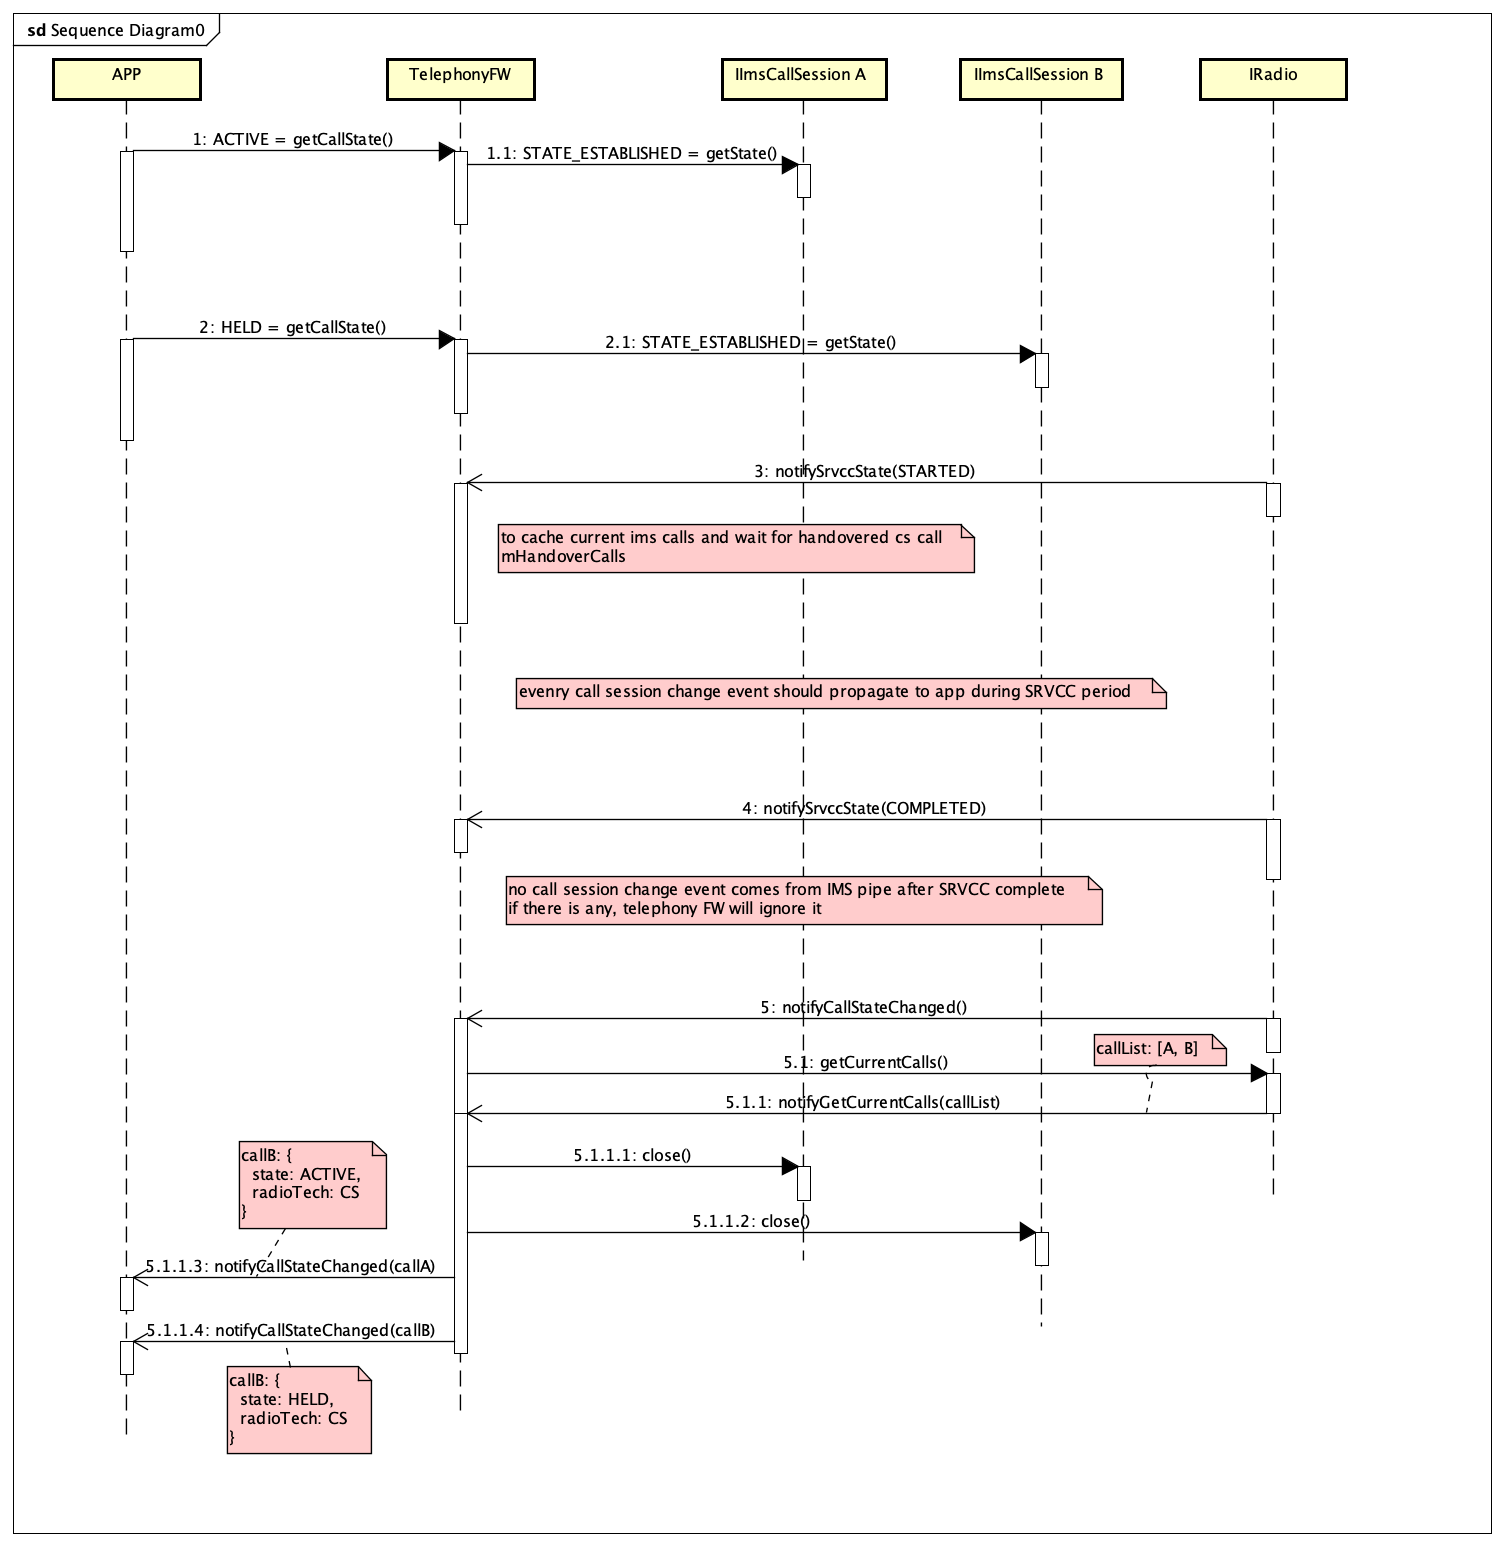 sd Sequence Diagram0
APP
TelephonyFW
IImsCallSession A
IImsCallSession B
IRadio
1: ACTIVE = getCallState()
1.1: STATE_ESTABLISHED = getState()
2: HELD = getCallState()
2.1: STATE_ESTABLISHED = getState()
3: notifySrvccState(STARTED)
to cache current ims calls and wait for handovered cs call
mHandoverCalls
evenry call session change event should propagate to app during SRVCC period
4: notifySrvccState(COMPLETED)
no call session change event comes from IMS pipe after SRVCC complete
if there is any, telephony FW will ignore it
5: notifyCallStateChanged()
callList: [A, B]
5.1: getCurrentCalls()
5.1.1: notifyGetCurrentCalls(callList)
callB: {
state: ACTIVE,
radioTech: CS
}
5.1.1.1: close()
5.1.1.2: close()
5.1.1.3: notifyCallStateChanged(callA)
5.1.1.4: notifyCallStateChanged(callB)
callB: {
state: HELD,
radioTech: CS
}